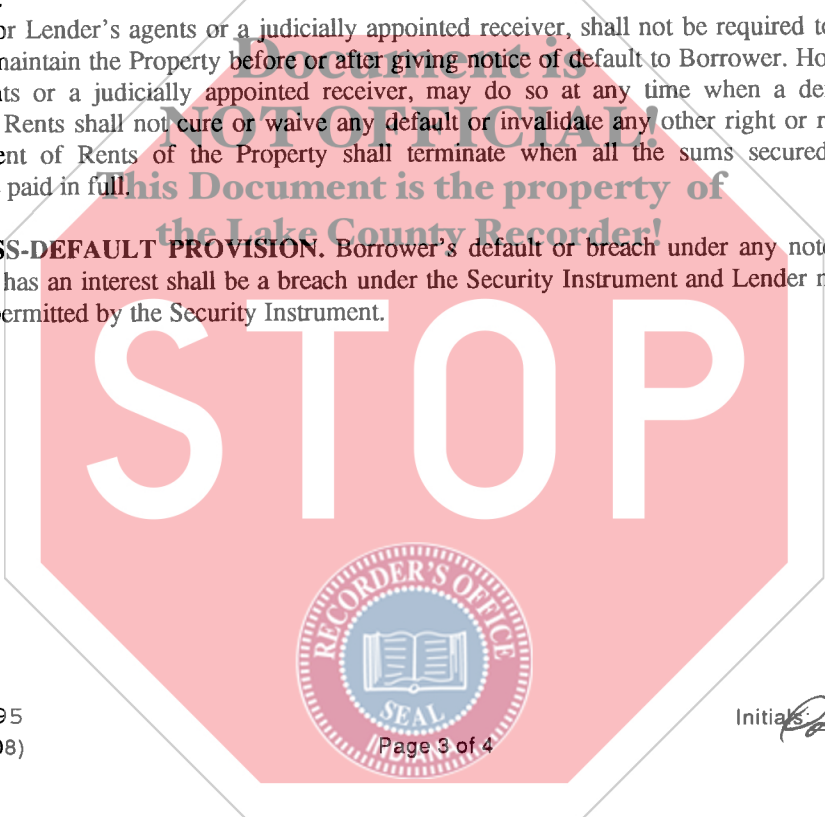 or Lender's agents or a judicially appointed receiver, shall not be required to
maintain the Property before or after giving notice of default to Borrower. Ho
ts or a judicially appointed receiver, may do so at any time when a de
Rents shall not cure or waive any default or invalidate any other right or r
ent of Rents of the Property shall terminate when all the sums secured
paid in full.
Document is
NOT OFFICIAL!
This Document is the property of
the Lake County Recorder!
SS-DEFAULT PROVISION. Borrower's default or breach under any note
has an interest shall be a breach under the Security Instrument and Lender m
ermitted by the Security Instrument.
STOP
RECORDER'S OFFICE
SEAL
INDIANA
95
Initials:
98)
Page 3 of 4